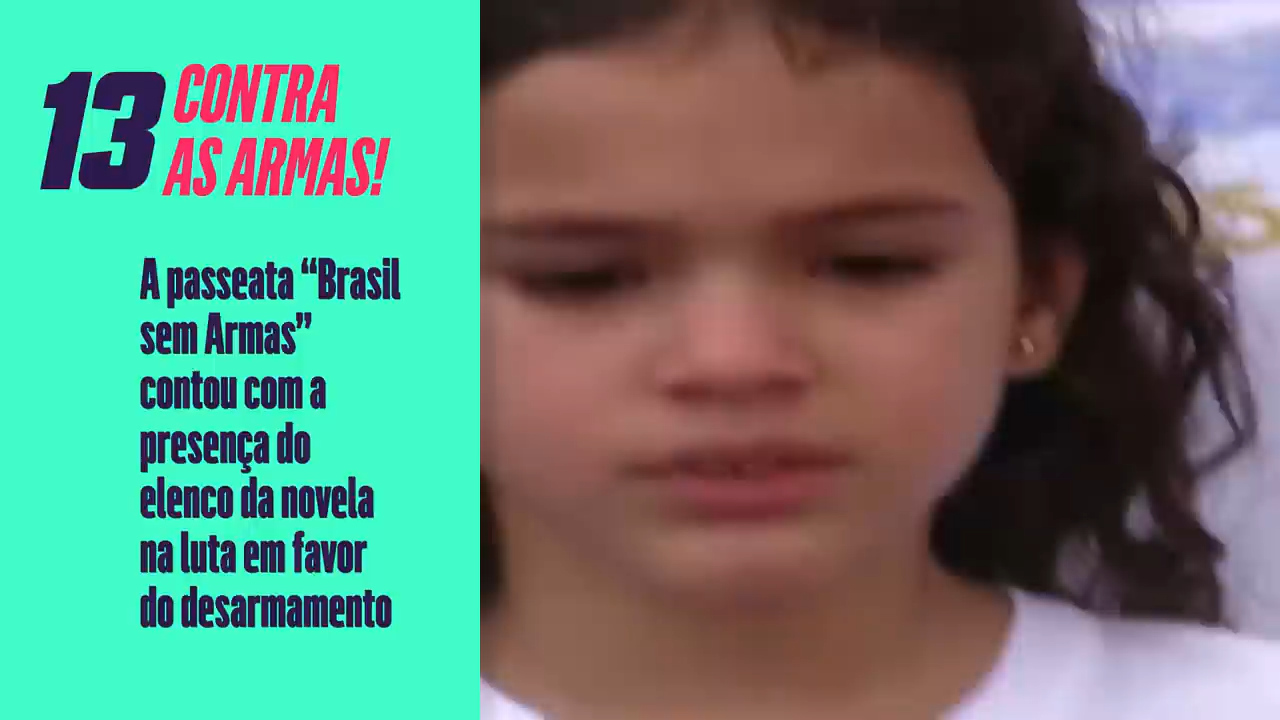 13 CONTRA
AS ARMAS!
A passeata “Brasil
sem Armas”
contou com a
presença do
elenco da novela
na luta em favor
do desarmamento